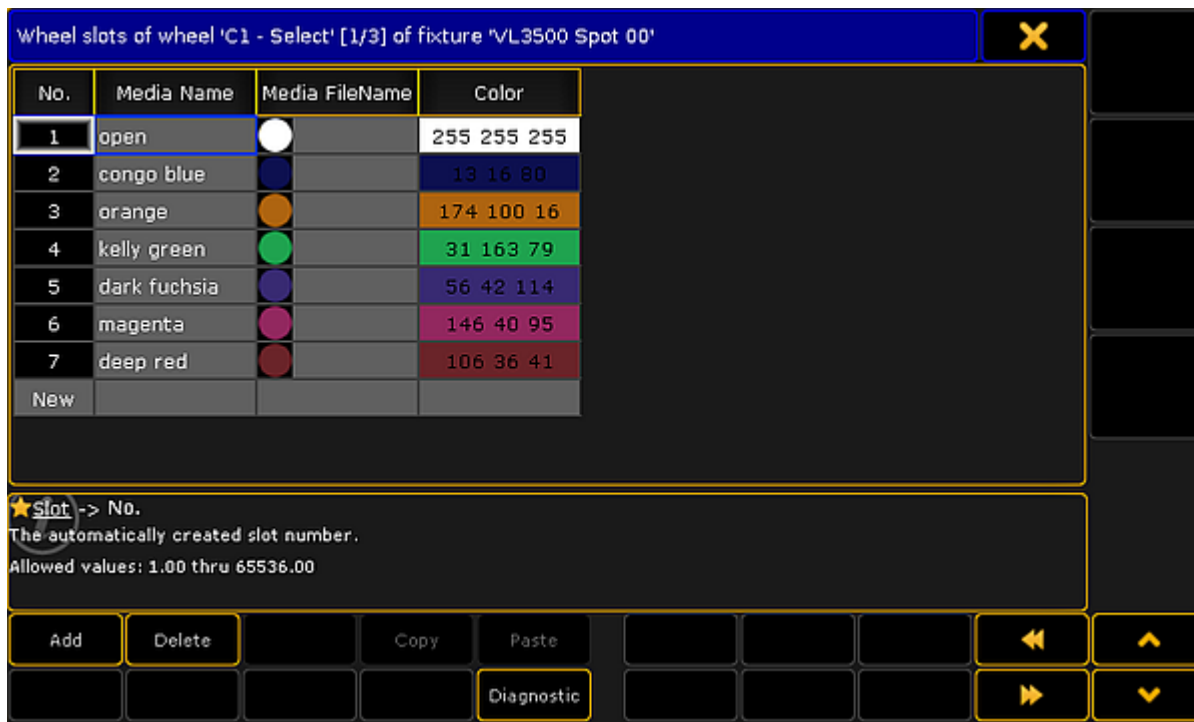 Wheel slots of wheel 'C1 - Select' [1/3] of fixture 'VL3500 Spot 00'
No. Media Name Media FileName Color
1 open 255 255 255
2 congo blue 13 16 80
3 orange 174 100 16
4 kelly green 31 163 79
5 dark fuchsia 56 42 114
6 magenta 146 40 95
7 deep red 106 36 41
New
Slot -> No.
The automatically created slot number.
Allowed values: 1.00 thru 65536.00
Add Delete Copy Paste
Diagnostic